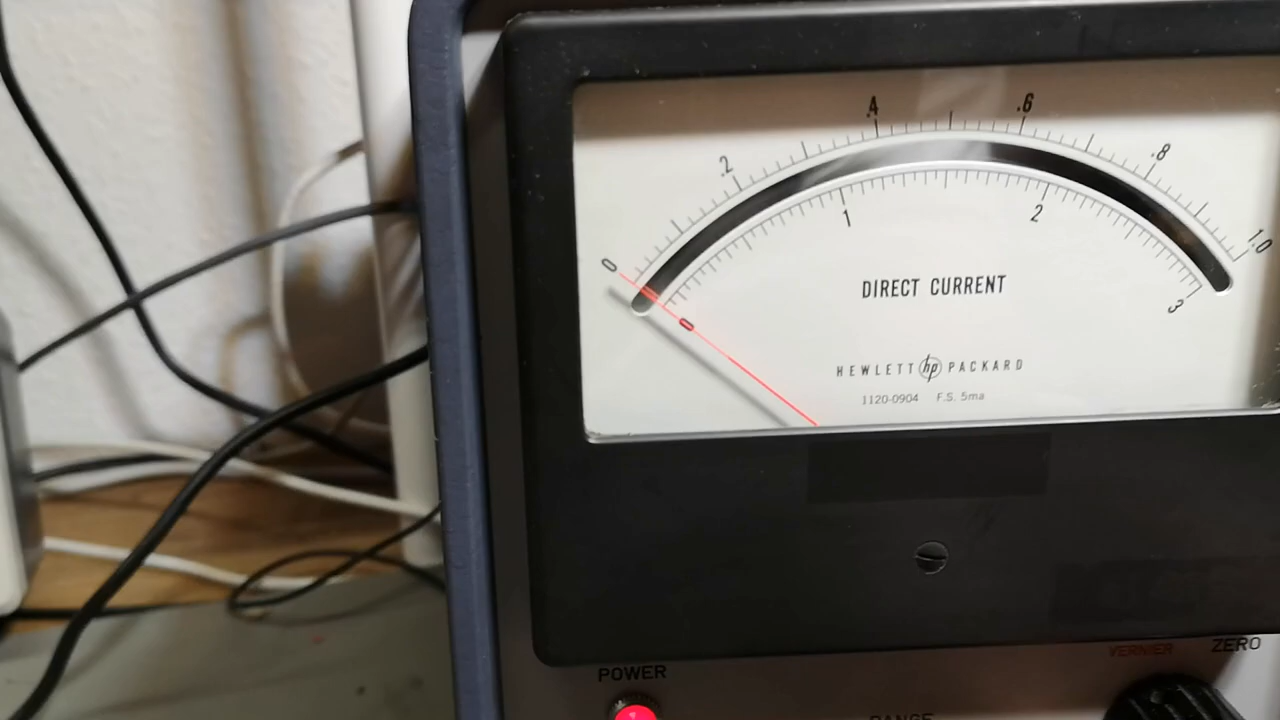 .4
.6
.2
.8
0
1.0
1
2
0
3
DIRECT CURRENT
HEWLETT hp PACKARD
1120-0904 F.S. 5ma
VERNIER ZERO
POWER
RANGE